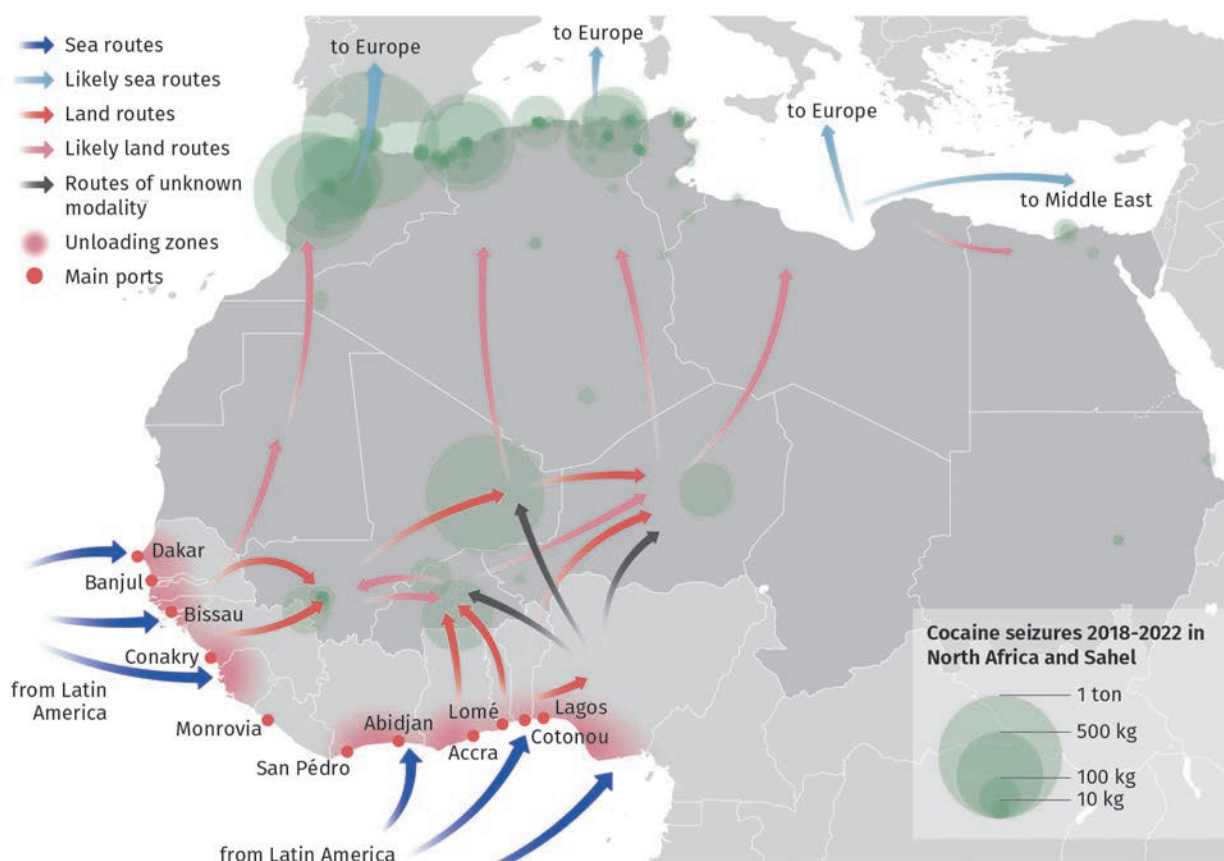 Sea routes
Likely sea routes
Land routes
Likely land routes
Routes of unknown
modality
Unloading zones
Main ports
to Europe
to Europe
to Europe
to Middle East
Dakar
Banjul
Bissau
Conakry
from Latin
America
Monrovia
San Pédro
Abidjan
Accra
Lomé
Cotonou
Lagos
from Latin America
Cocaine seizures 2018-2022 in
North Africa and Sahel
1 ton
500 kg
100 kg
10 kg